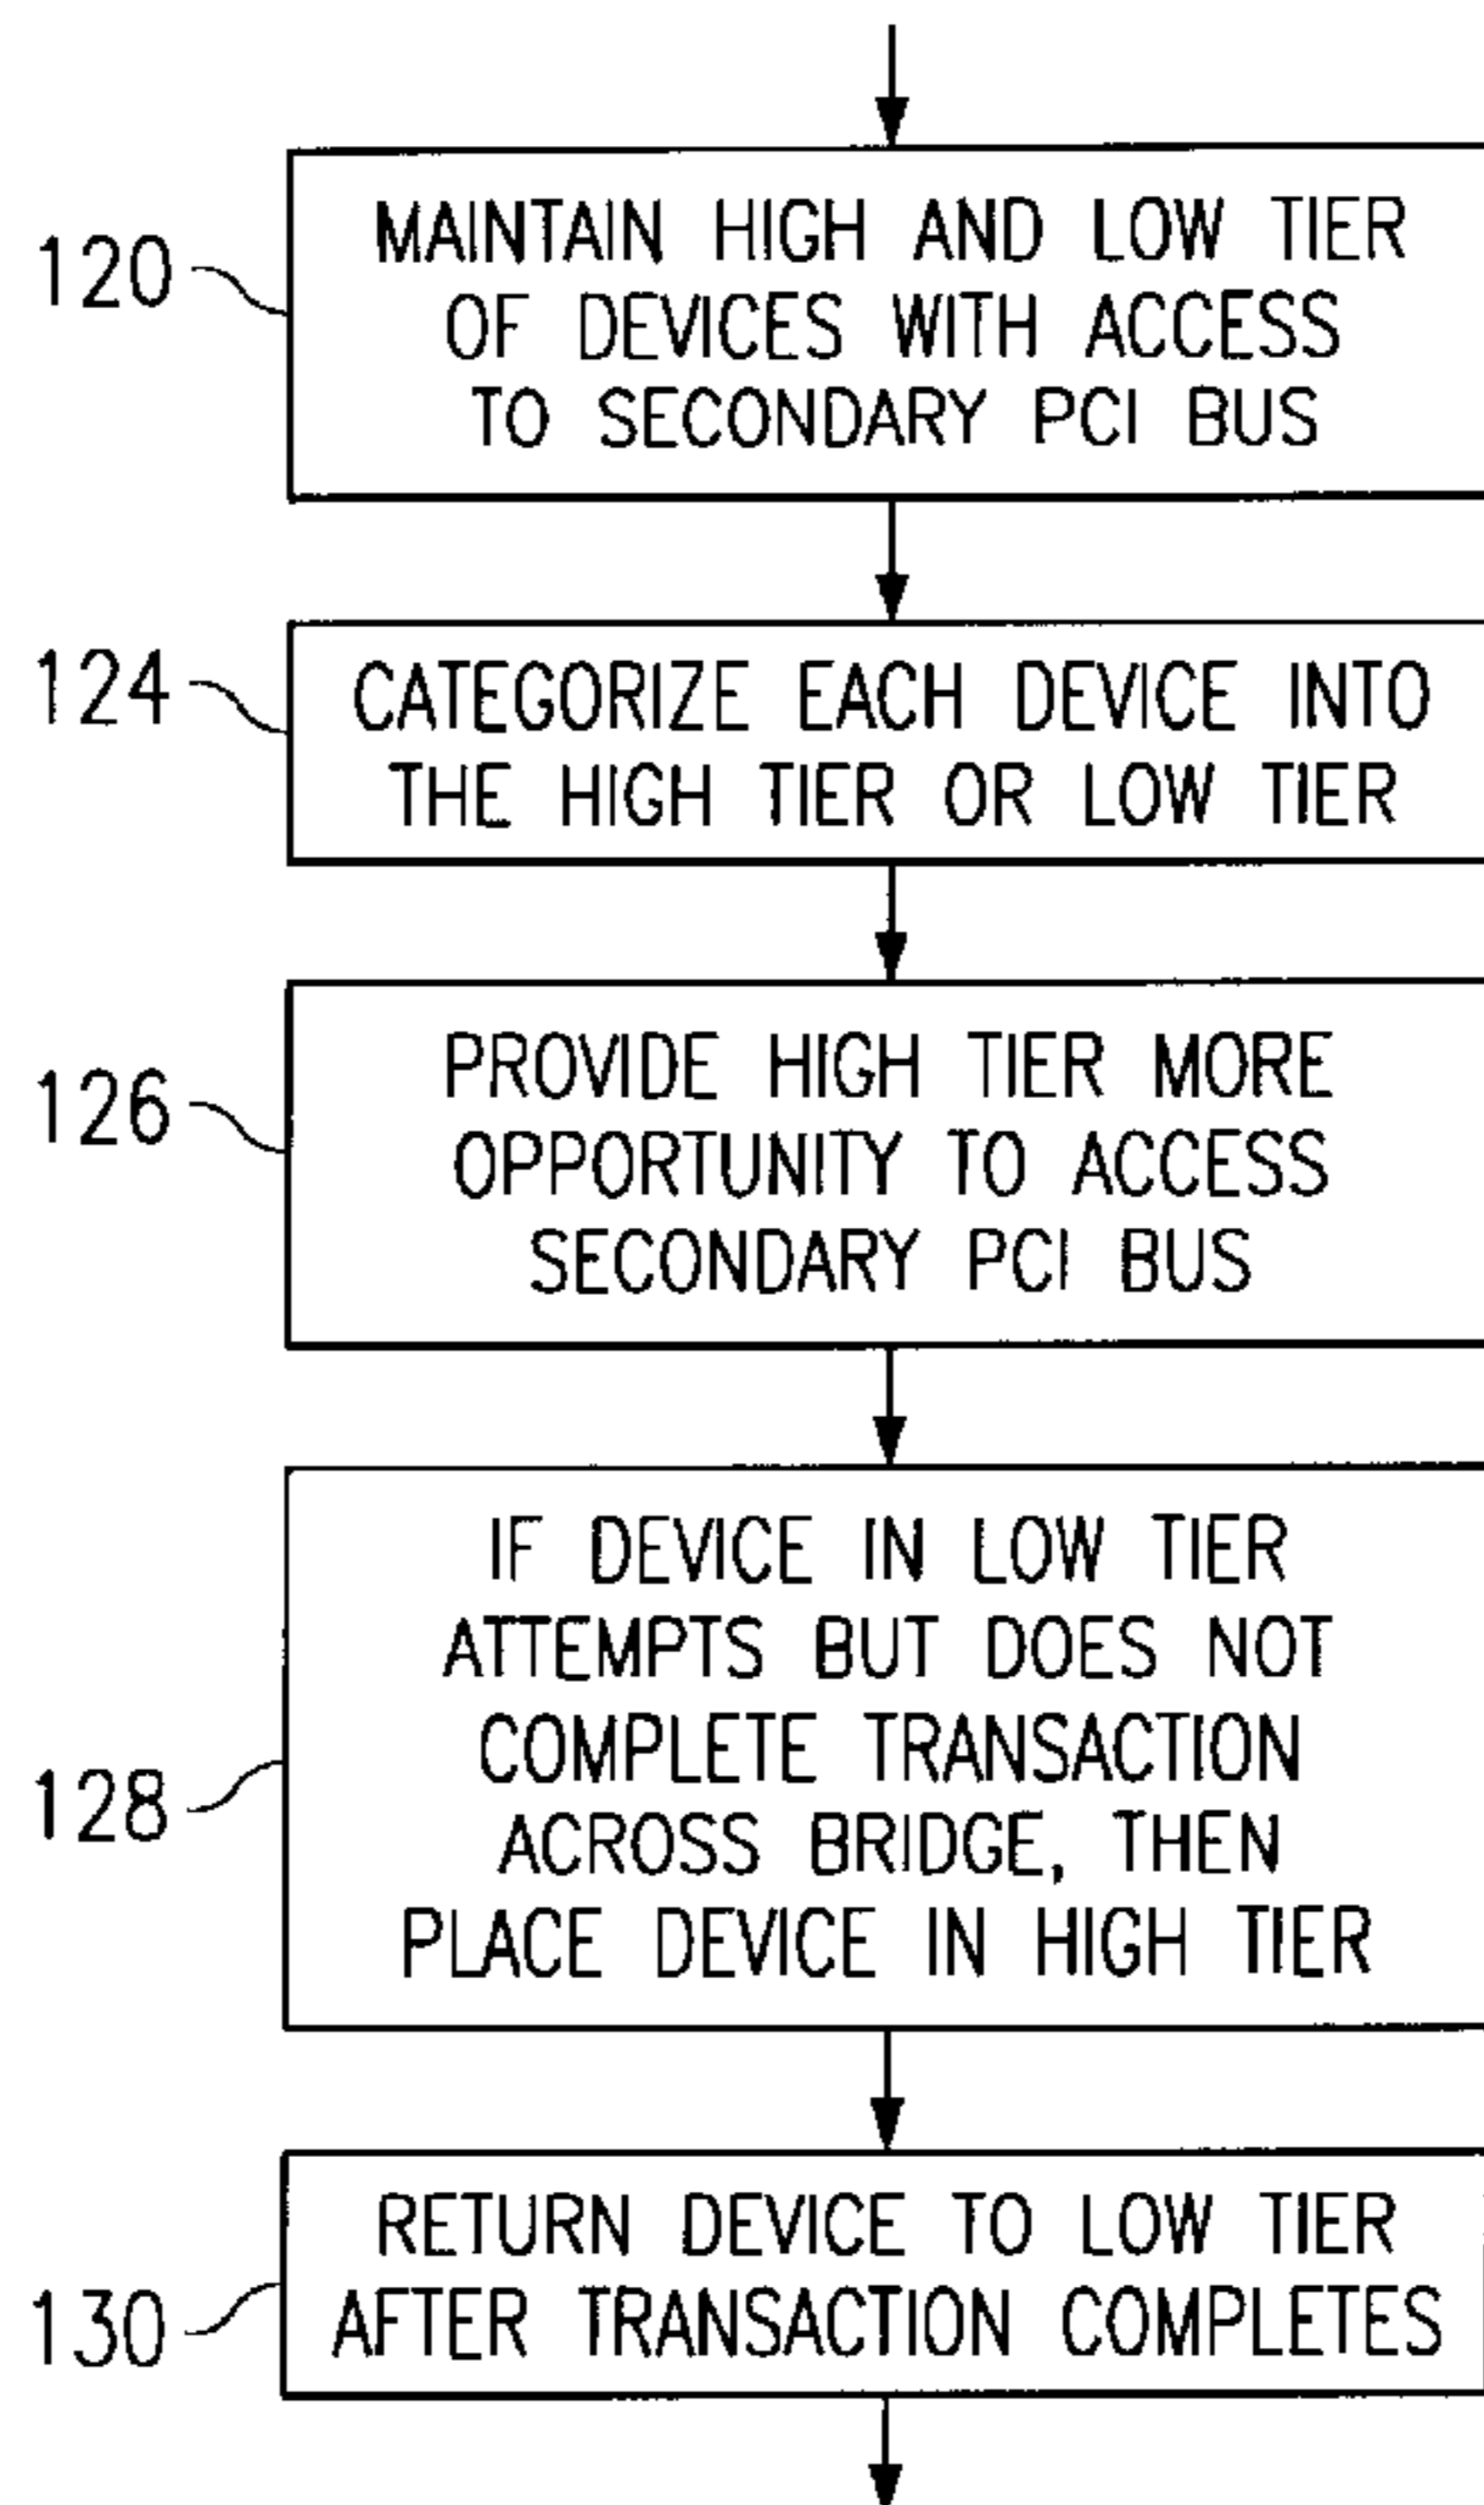 120
MAINTAIN HIGH AND LOW TIER
OF DEVICES WITH ACCESS
TO SECONDARY PCI BUS
124
CATEGORIZE EACH DEVICE INTO
THE HIGH TIER OR LOW TIER
126
PROVIDE HIGH TIER MORE
OPPORTUNITY TO ACCESS
SECONDARY PCI BUS
128
IF DEVICE IN LOW TIER
ATTEMPTS BUT DOES NOT
COMPLETE TRANSACTION
ACROSS BRIDGE, THEN
PLACE DEVICE IN HIGH TIER
130
RETURN DEVICE TO LOW TIER
AFTER TRANSACTION COMPLETES